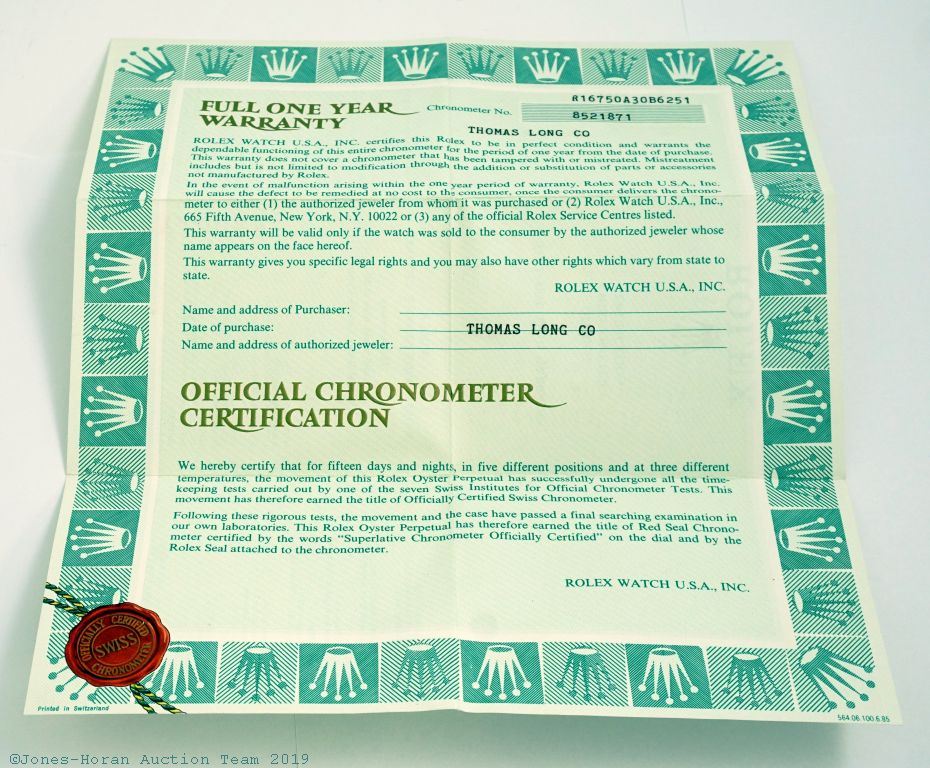 R16750A30B6251
FULL ONE YEAR
WARRANTY
Chronometer No.
8521871
THOMAS LONG CO
ROLEX WATCH U.S.A., INC. certifies this Rolex to be in perfect condition and warrants the
dependable functioning of this entire chronometer for the period of one year from the date of purchase.
This warranty does not cover a chronometer that has been tampered with or mistreated. Mistreatment
includes but is not limited to modification through the addition or substitution of parts or accessories
not manufactured by Rolex.
In the event of malfunction arising within the one year period of warranty, Rolex Watch U.S.A., Inc.
will cause the defect to be remedied at no cost to the consumer, once the consumer delivers the chrono-
meter to either (1) the authorized jeweler from whom it was purchased or (2) Rolex Watch U.S.A., Inc.,
665 Fifth Avenue, New York, N.Y. 10022 or (3) any of the official Rolex Service Centres listed.
This warranty will be valid only if the watch was sold to the consumer by the authorized jeweler whose
name appears on the face hereof.
This warranty gives you specific legal rights and you may also have other rights which vary from state to
state.
ROLEX WATCH U.S.A., INC.
Name and address of Purchaser:
Date of purchase: THOMAS LONG CO
Name and address of authorized jeweler:
OFFICIAL CHRONOMETER
CERTIFICATION
We hereby certify that for fifteen days and nights, in five different positions and at three different
temperatures, the movement of this Rolex Oyster Perpetual has successfully undergone all the time-
keeping tests carried out by one of the seven Swiss Institutes for Official Chronometer Tests. This
movement has therefore earned the title of Officially Certified Swiss Chronometer.
Following these rigorous tests, the movement and the case have passed a final searching examination in
our own laboratories. This Rolex Oyster Perpetual has therefore earned the title of Red Seal Chrono-
meter certified by the words “Superlative Chronometer Officially Certified” on the dial and by the
Rolex Seal attached to the chronometer.
ROLEX WATCH U.S.A., INC.
OFFICIALLY CERTIFIED
SWISS
CHRONOMETER
Printed in Switzerland
564.06.100.6.85
©Jones-Horan Auction Team 2019